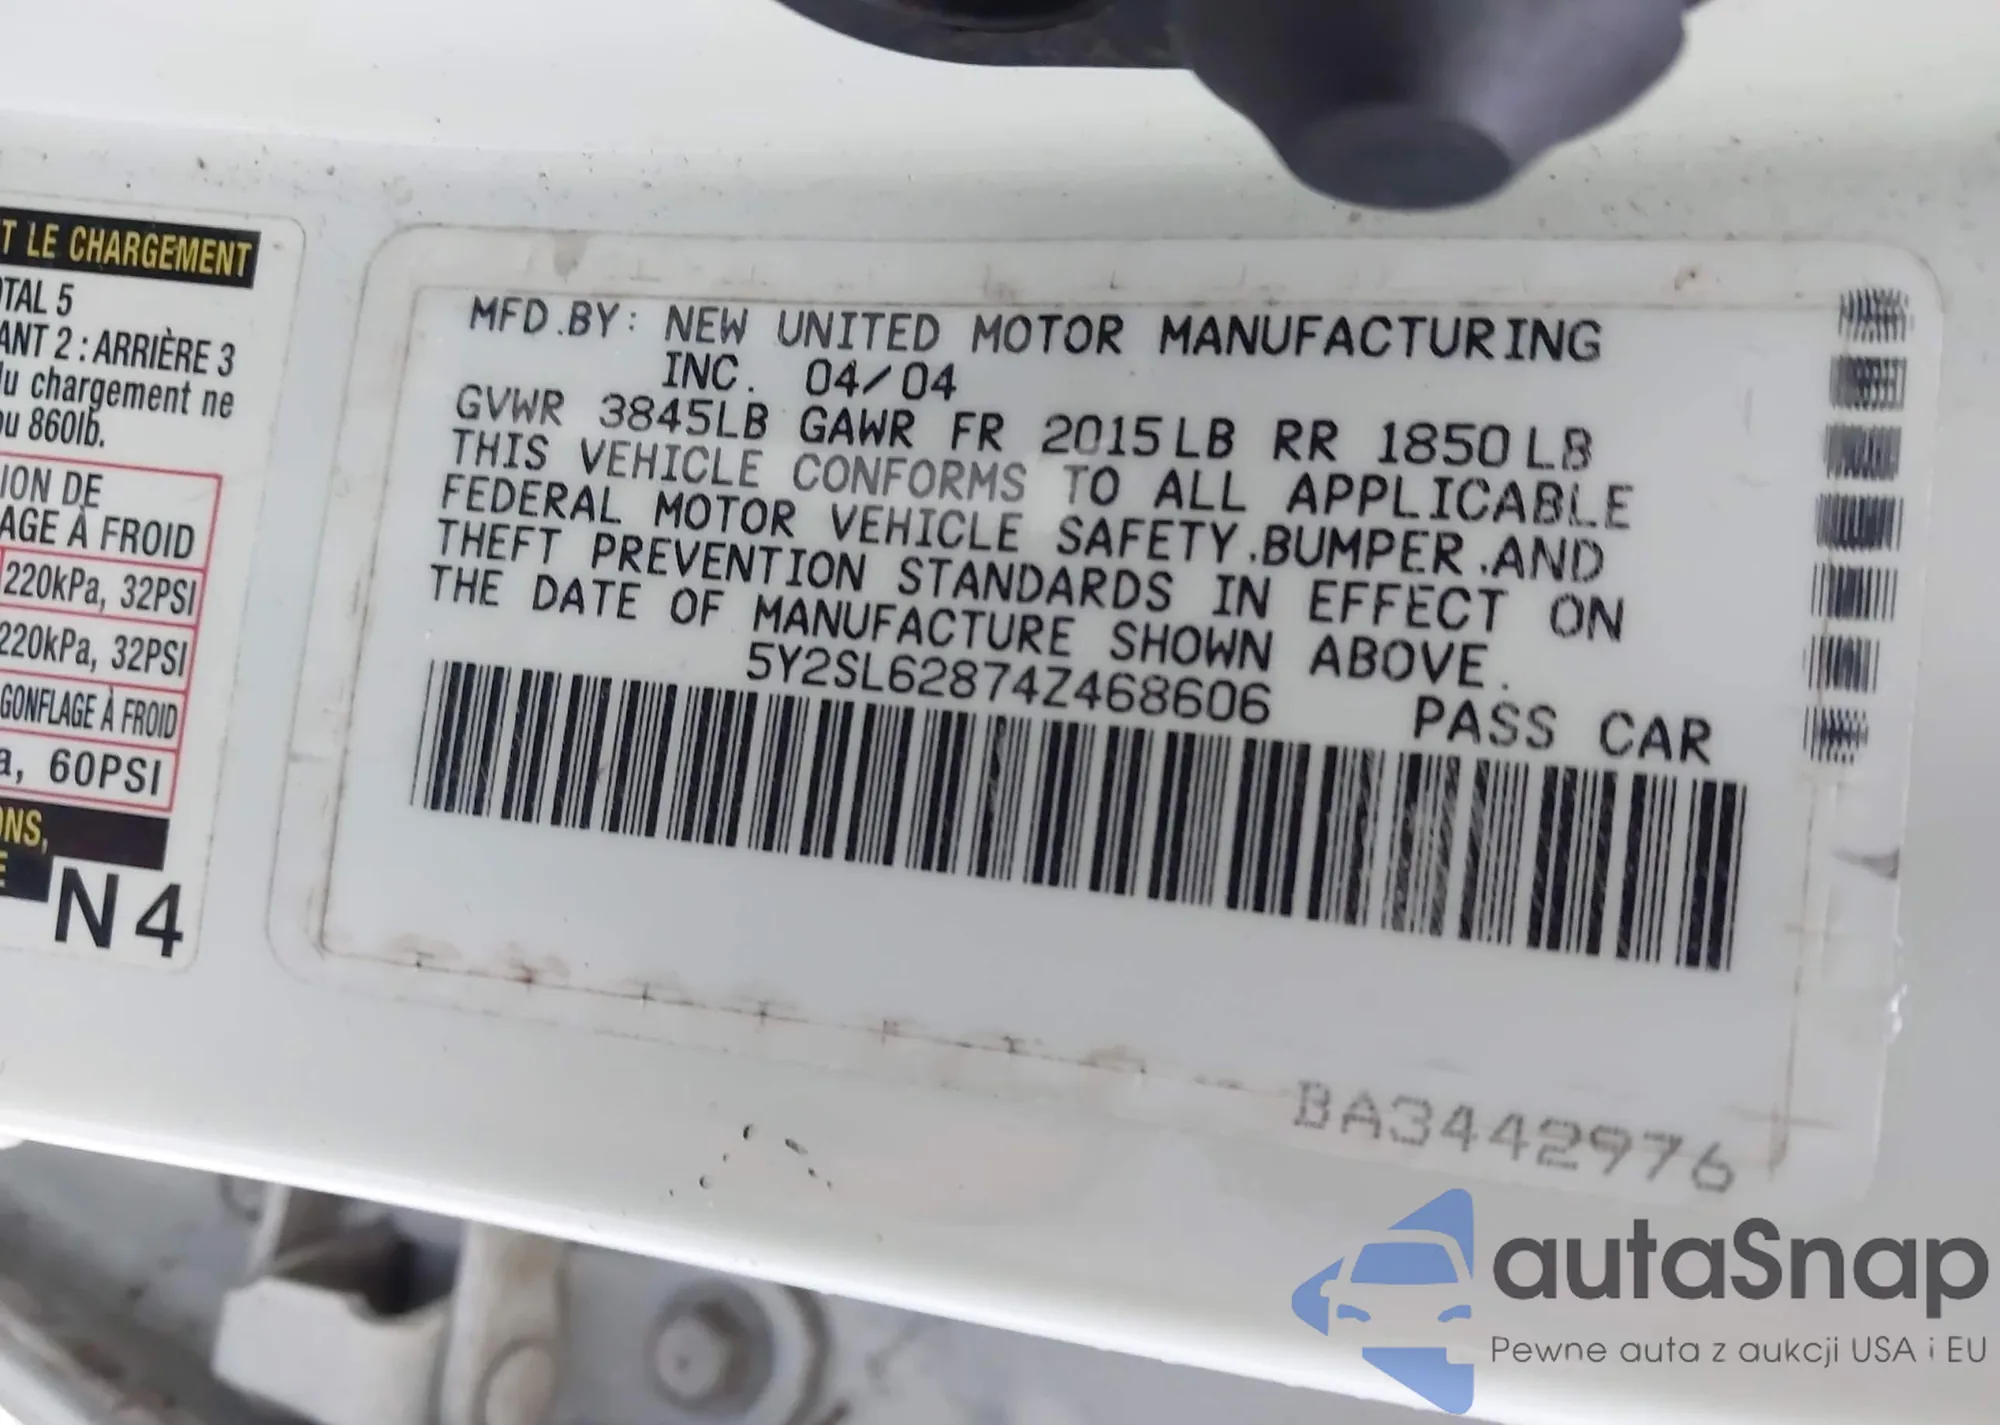 T LE CHARGEMENT
OTAL 5
ANT 2 : ARRIÈRE 3
du chargement ne
ou 860lb.
ION DE
AGE À FROID
220kPa, 32PSI
220kPa, 32PSI
GONFLAGE À FROID
a, 60PSI
ONS,
E
N4
MFD.BY: NEW UNITED MOTOR MANUFACTURING
INC. 04/04
GVWR 3845LB GAWR FR 2015LB RR 1850LB
THIS VEHICLE CONFORMS TO ALL APPLICABLE
FEDERAL MOTOR VEHICLE SAFETY,BUMPER,AND
THEFT PREVENTION STANDARDS IN EFFECT ON
THE DATE OF MANUFACTURE SHOWN ABOVE.
5Y2SL62874Z468606 PASS CAR
BA3442976
autaSnap
Pewne auta z aukcji USA i EU